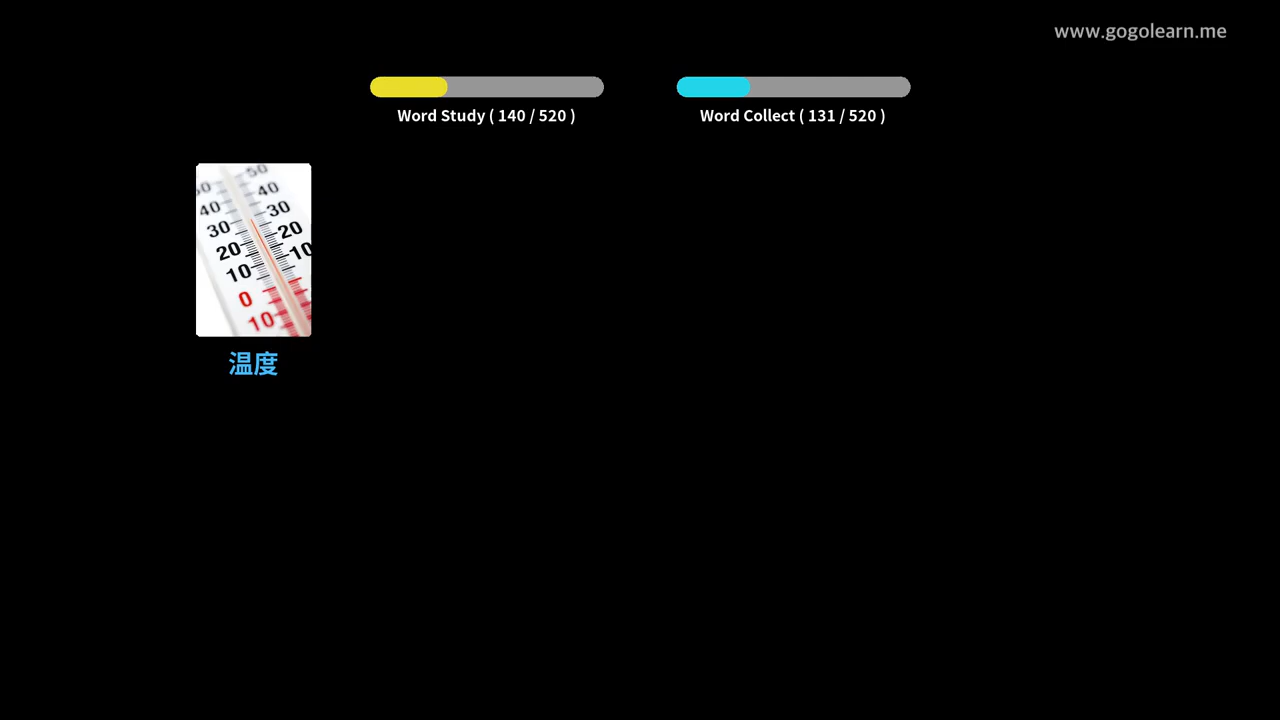 www.gogolearn.me
Word Study ( 140 / 520 )
Word Collect ( 131 / 520 )
50
40 40
30 30
20 20
10 10
0
10
温度